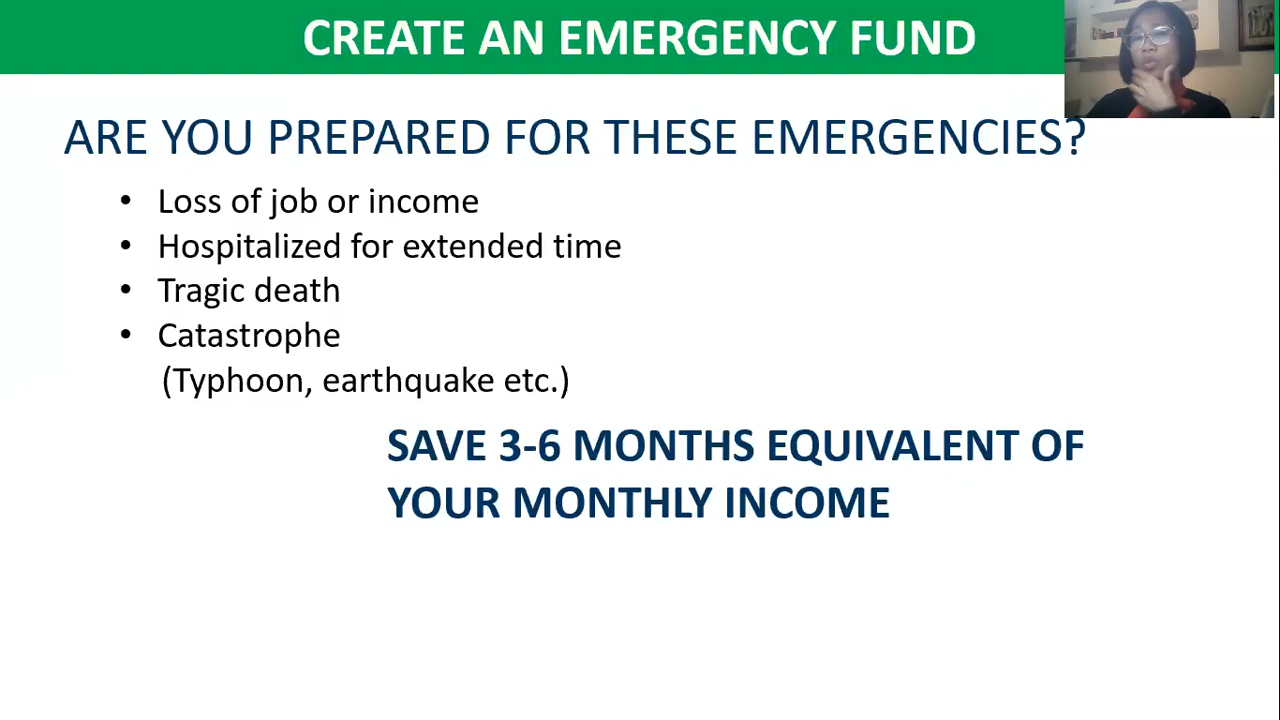 CREATE AN EMERGENCY FUND
ARE YOU PREPARED FOR THESE EMERGENCIES?
• Loss of job or income
• Hospitalized for extended time
• Tragic death
• Catastrophe
(Typhoon, earthquake etc.)
SAVE 3-6 MONTHS EQUIVALENT OF
YOUR MONTHLY INCOME